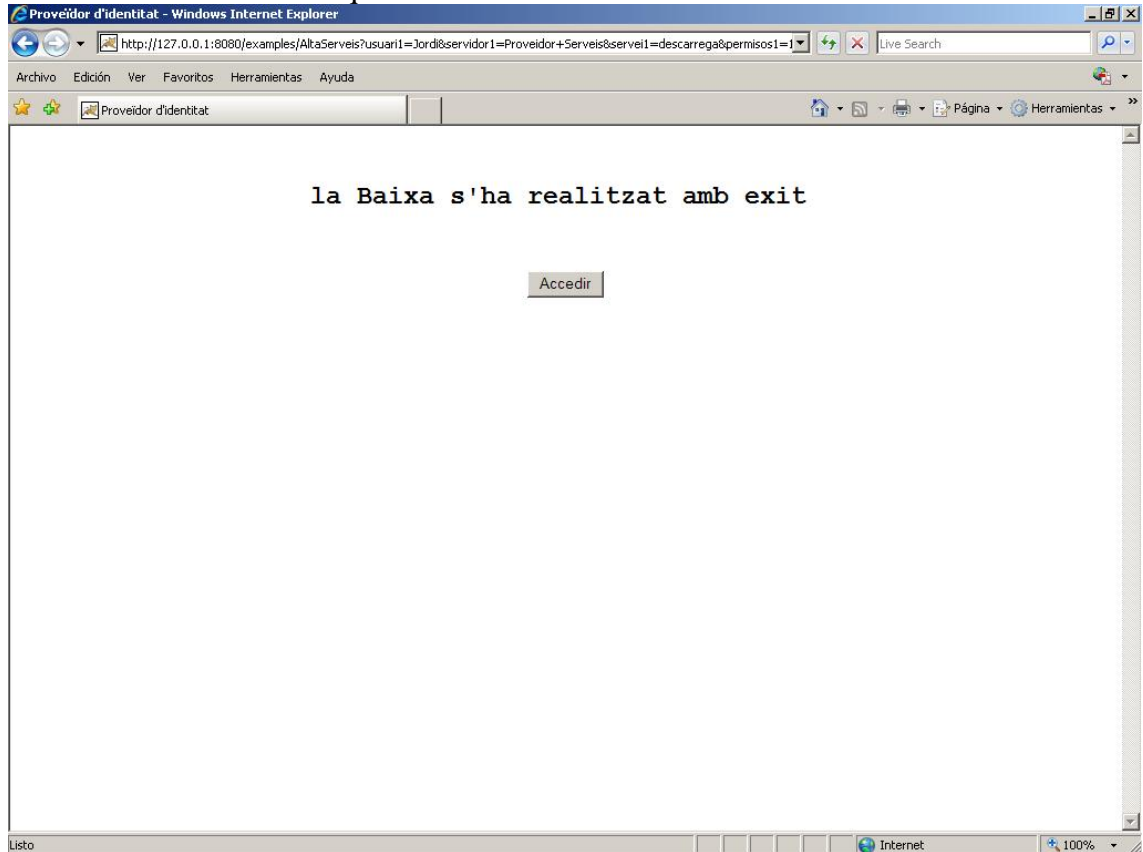 Proveïdor d'identitat - Windows Internet Explorer
http://127.0.0.1:8080/examples/AltaServeis?usuari1=Jordi&servidor1=Proveidor+Serveis&servei1=descarrega&permisos1=1
Live Search
Archivo Edición Ver Favoritos Herramientas Ayuda
Proveïdor d'identitat
Página Herramientas
la Baixa s'ha realitzat amb exit
Accedir
Listo Internet 100%